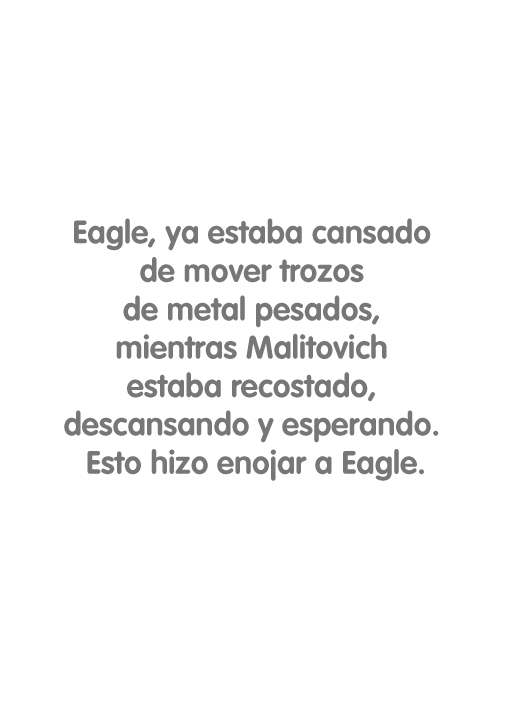 Eagle, ya estaba cansado
de mover trozos
de metal pesados,
mientras Malitovich
estaba recostado,
descansando y esperando.
Esto hizo enojar a Eagle.